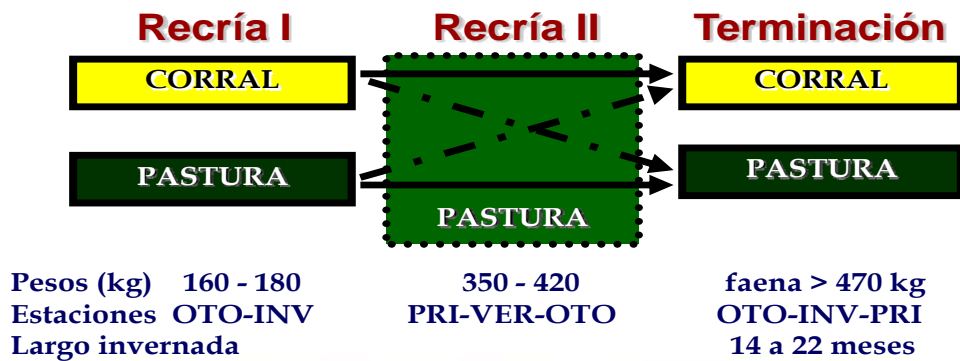 Recría I Recría II Terminación
CORRAL CORRAL
PASTURA PASTURA
PASTURA
Pesos (kg) 160 - 180 350 - 420 faena > 470 kg
Estaciones OTO-INV PRI-VER-OTO OTO-INV-PRI
Largo invernada 14 a 22 meses